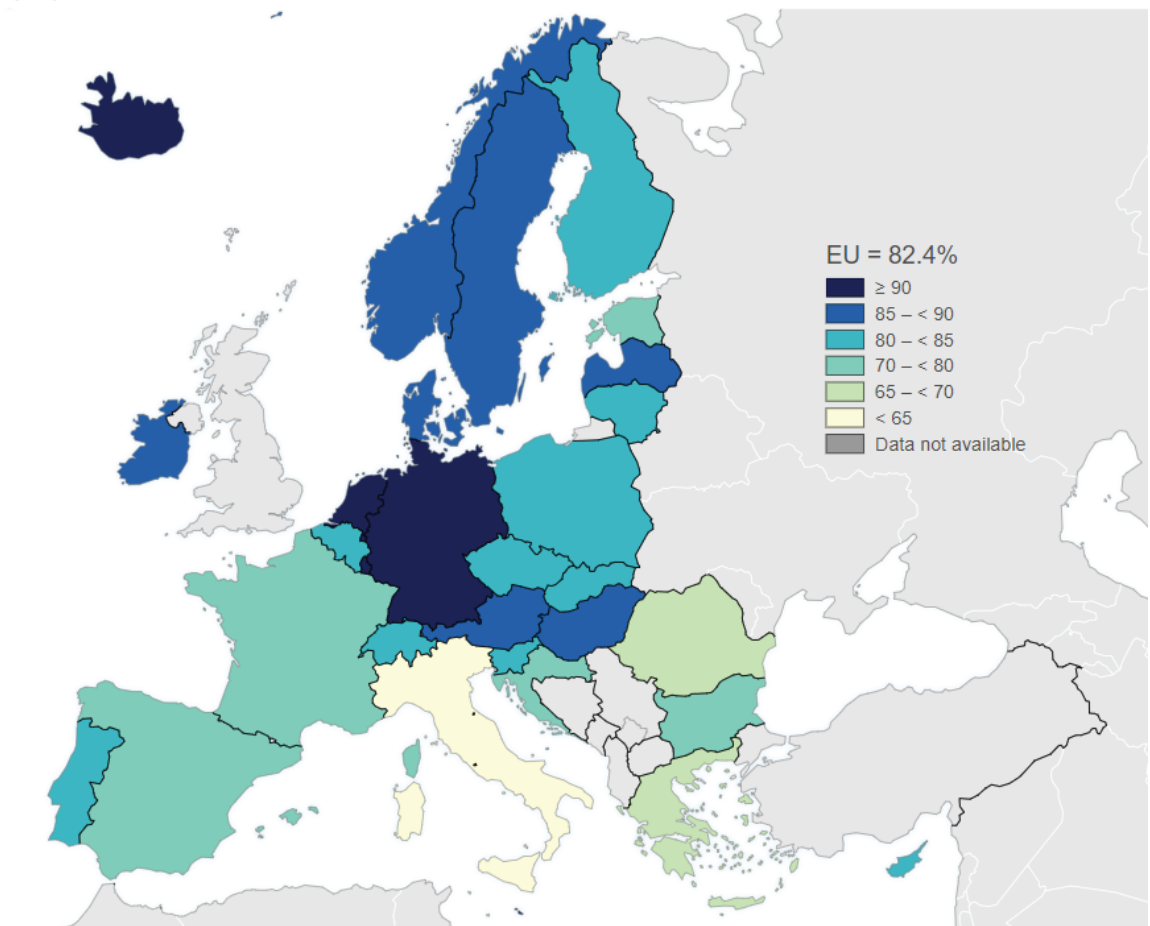 EU = 82.4%
≥ 90
85 – < 90
80 – < 85
70 – < 80
65 – < 70
< 65
Data not available